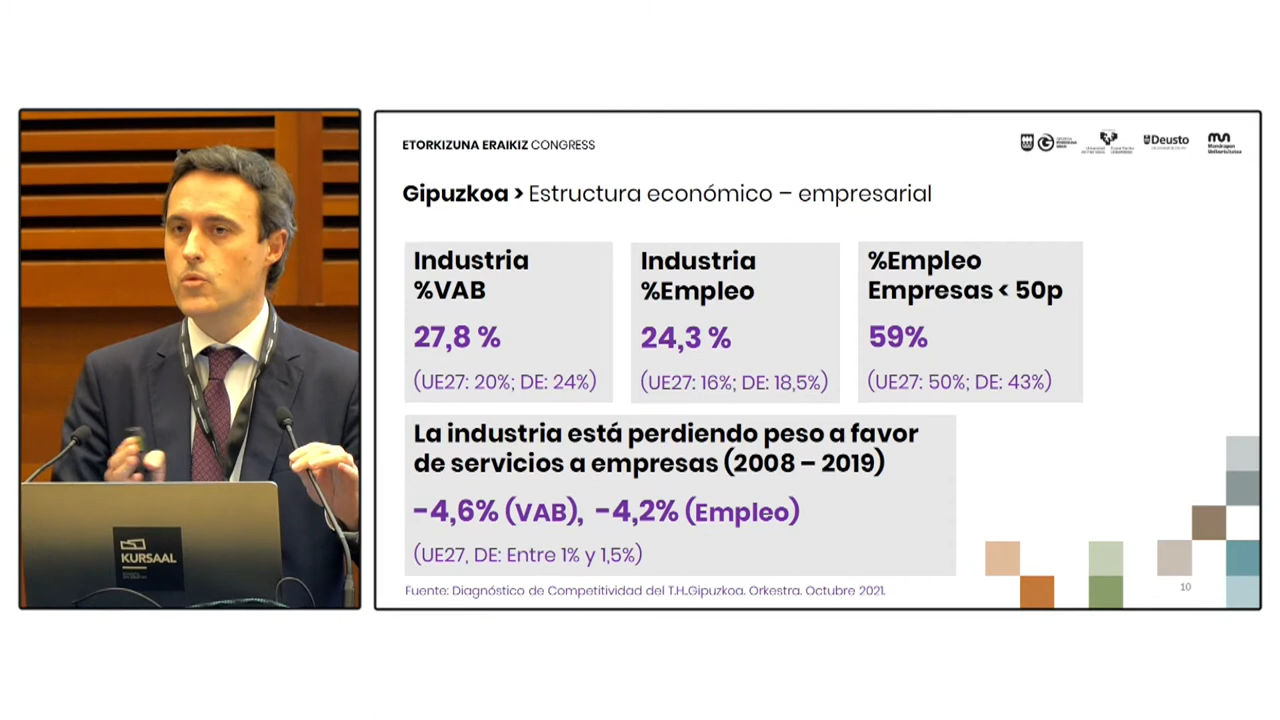 ETORKIZUNA ERAIKIZ CONGRESS
Deusto
Mondragon
Unibertsitatea
Gipuzkoa > Estructura económico – empresarial
Industria
%VAB
27,8 %
(UE27: 20%; DE: 24%)
Industria
%Empleo
24,3 %
(UE27: 16%; DE: 18,5%)
%Empleo
Empresas < 50p
59%
(UE27: 50%; DE: 43%)
La industria está perdiendo peso a favor
de servicios a empresas (2008 – 2019)
-4,6% (VAB), -4,2% (Empleo)
(UE27, DE: Entre 1% y 1,5%)
Fuente: Diagnóstico de Competitividad del T.H.Gipuzkoa. Orkestra. Octubre 2021.
10
KURSAAL